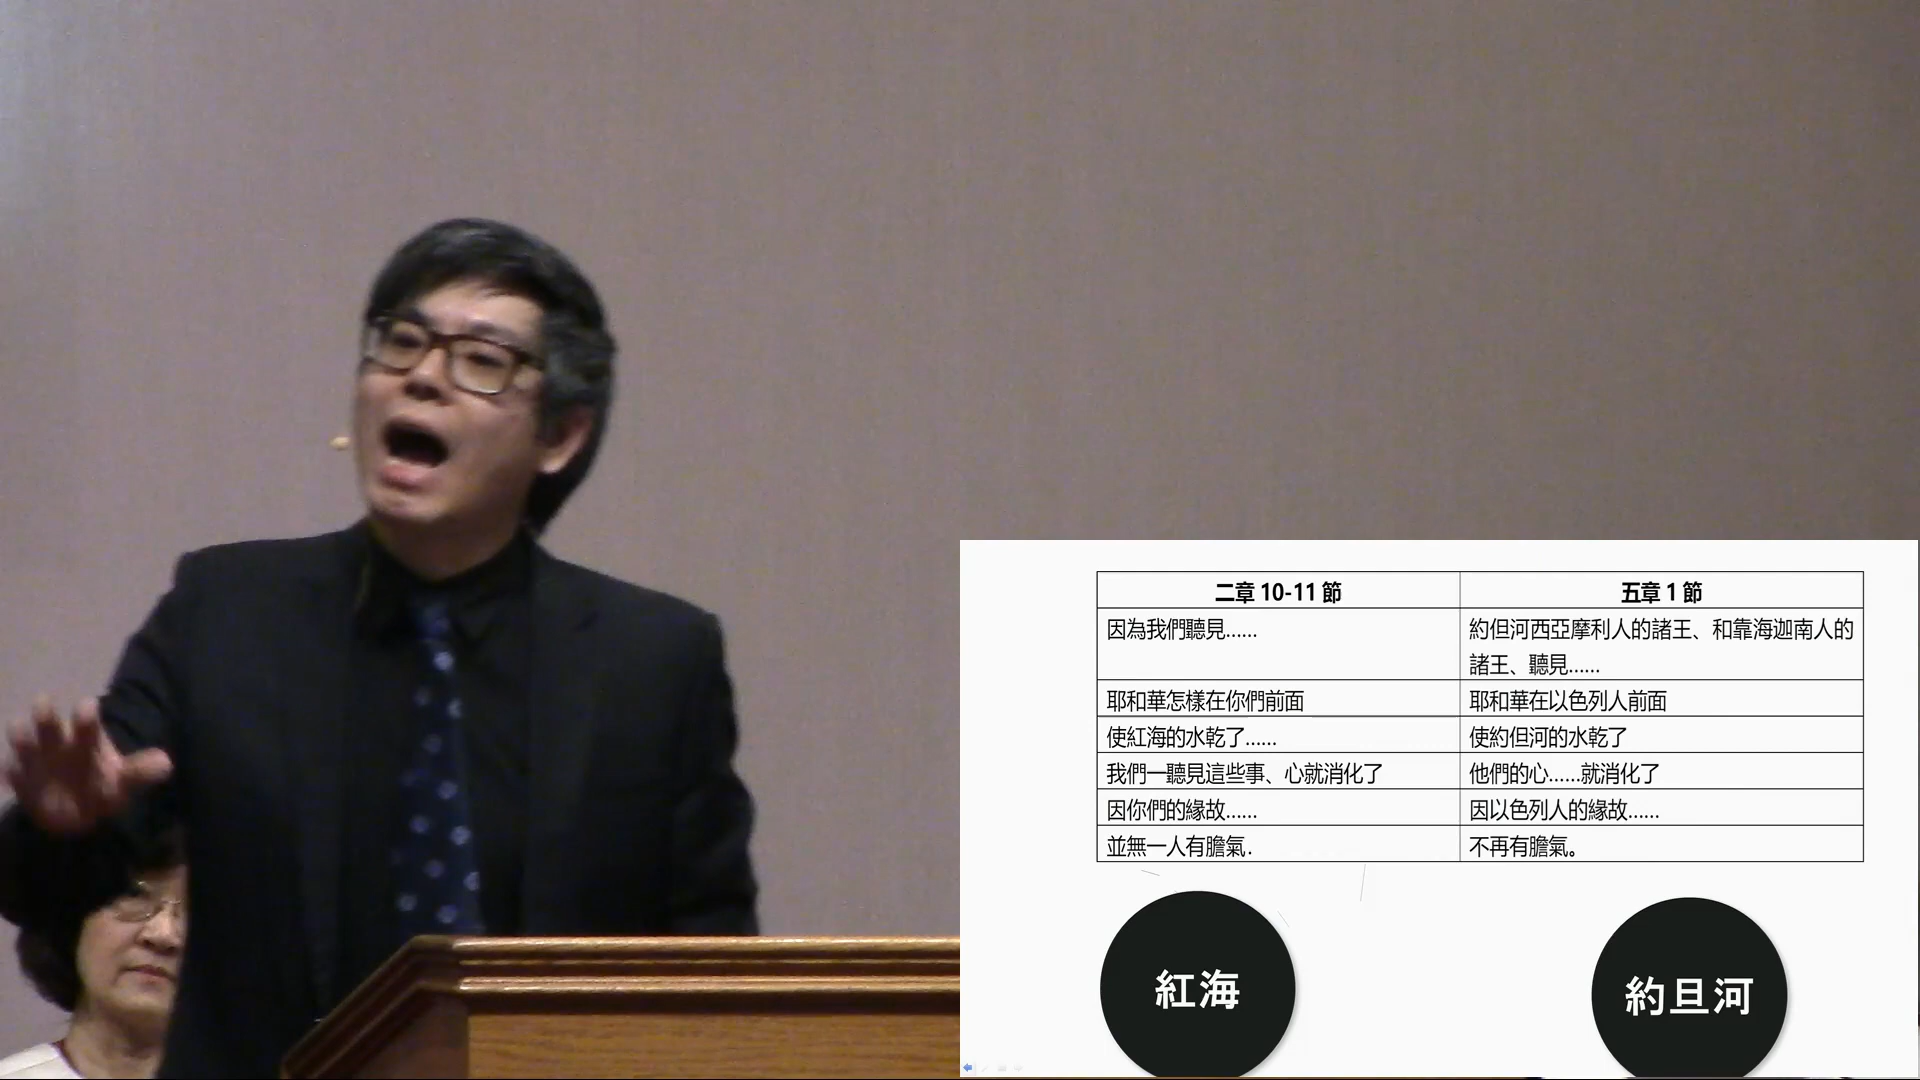 二章 10-11 節
五章 1 節
因為我們聽見……
約但河西亞摩利人的諸王、和靠海迦南人的
諸王、聽見……
耶和華怎樣在你們前面
耶和華在以色列人前面
使紅海的水乾了……
使約但河的水乾了
我們一聽見這些事、心就消化了
他們的心……就消化了
因你們的緣故……
因以色列人的緣故……
並無一人有膽氣.
不再有膽氣。
紅海
約旦河